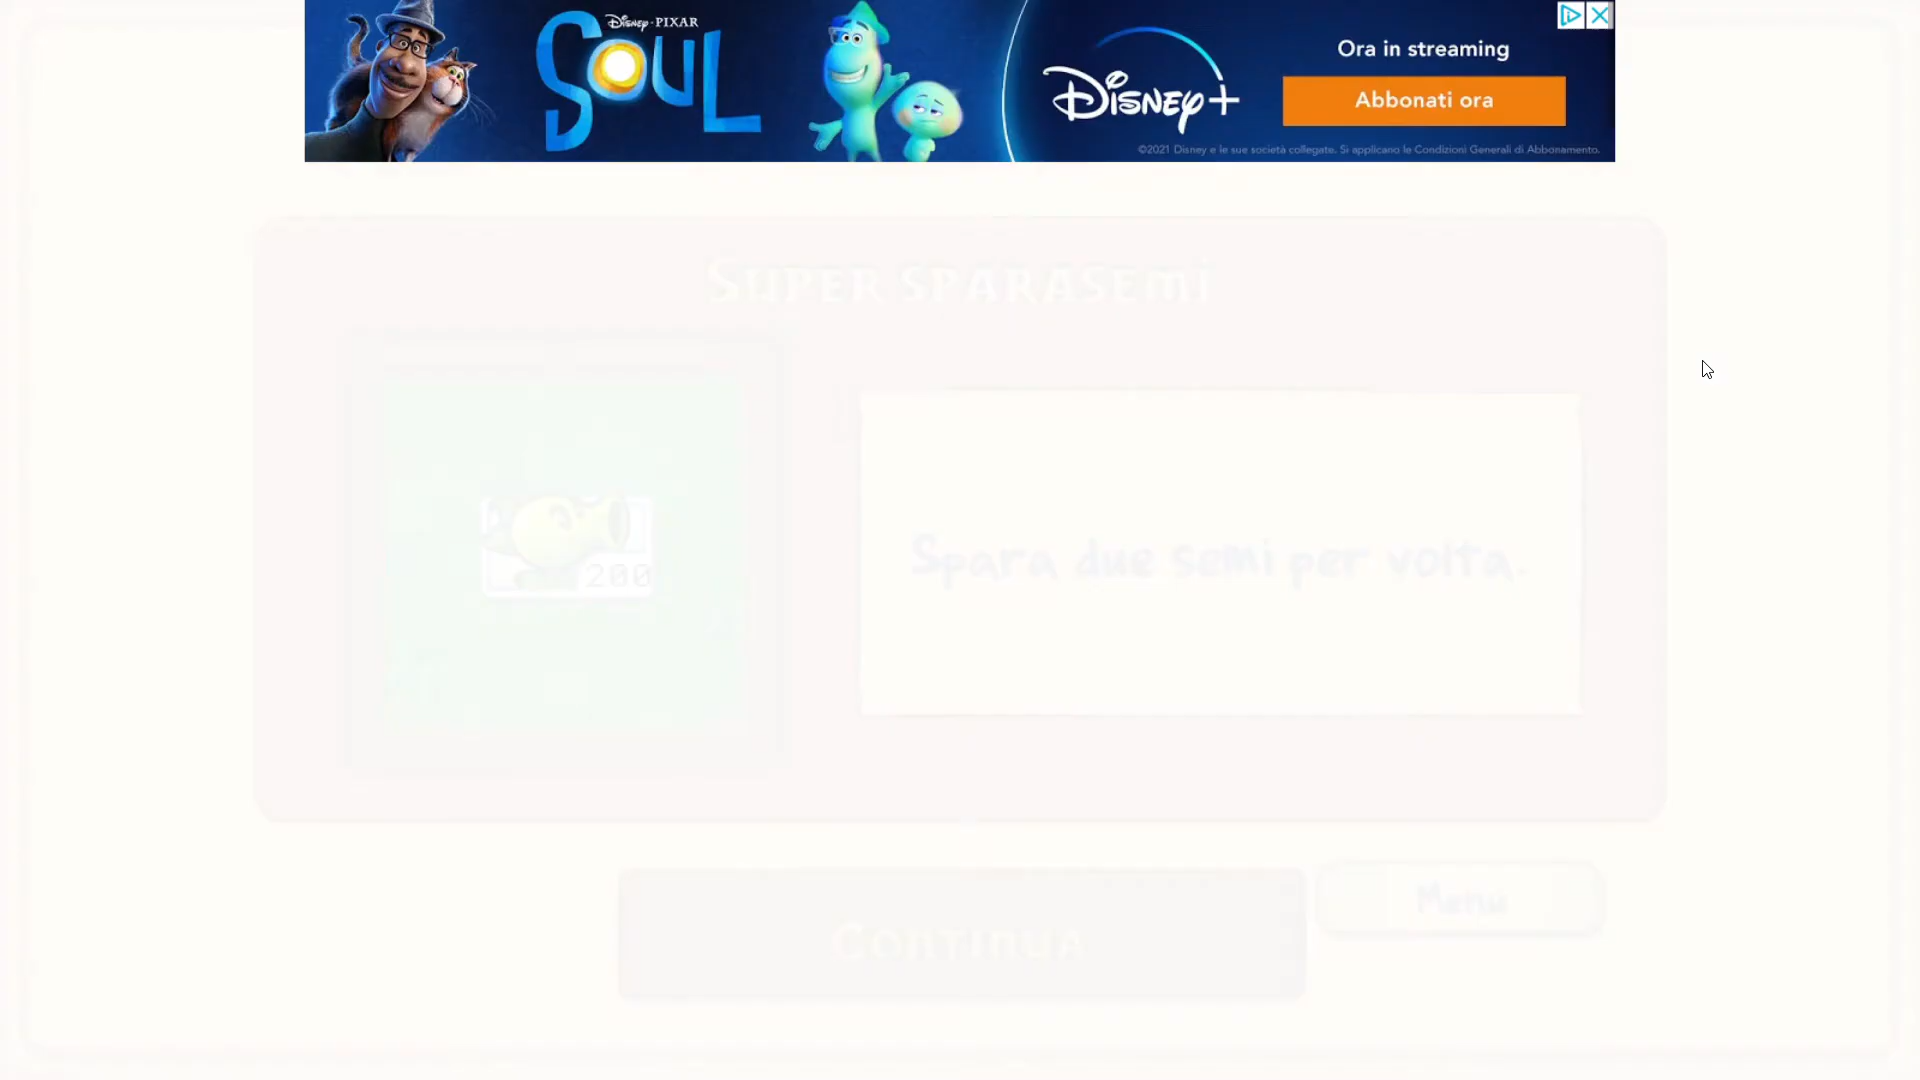 Disney·PIXAR
SOUL
Disney+
Ora in streaming
Abbonati ora
©2021 Disney e le sue società collegate. Si applicano le Condizioni Generali di Abbonamento.
Super sparasemi
200
Spara due semi per volta.
Continua
Menu